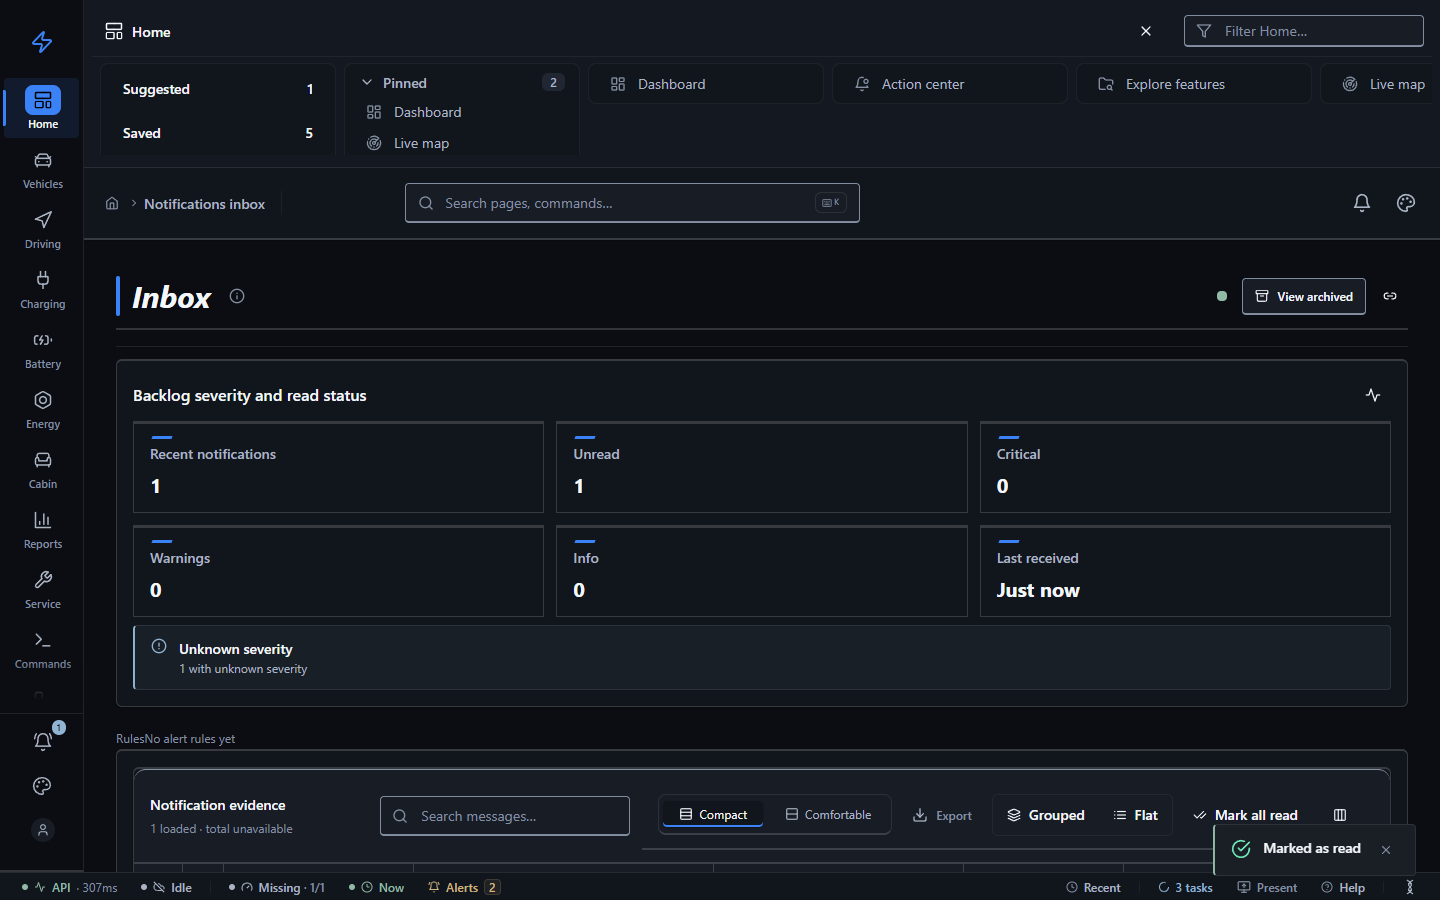 Home
Filter Home...
Home
Vehicles
Driving
Charging
Battery
Energy
Cabin
Reports
Service
Commands
1
Suggested 1
Saved 5
Pinned 2
Dashboard
Live map
Dashboard
Action center
Explore features
Live map
Notifications inbox
Search pages, commands...
K
Inbox
View archived
Backlog severity and read status
Recent notifications
1
Unread
1
Critical
0
Warnings
0
Info
0
Last received
Just now
Unknown severity
1 with unknown severity
RulesNo alert rules yet
Notification evidence
1 loaded · total unavailable
Search messages...
Compact
Comfortable
Export
Grouped
Flat
Mark all read
Marked as read
API · 307ms
Idle
Missing · 1/1
Now
Alerts 2
Recent
3 tasks
Present
Help